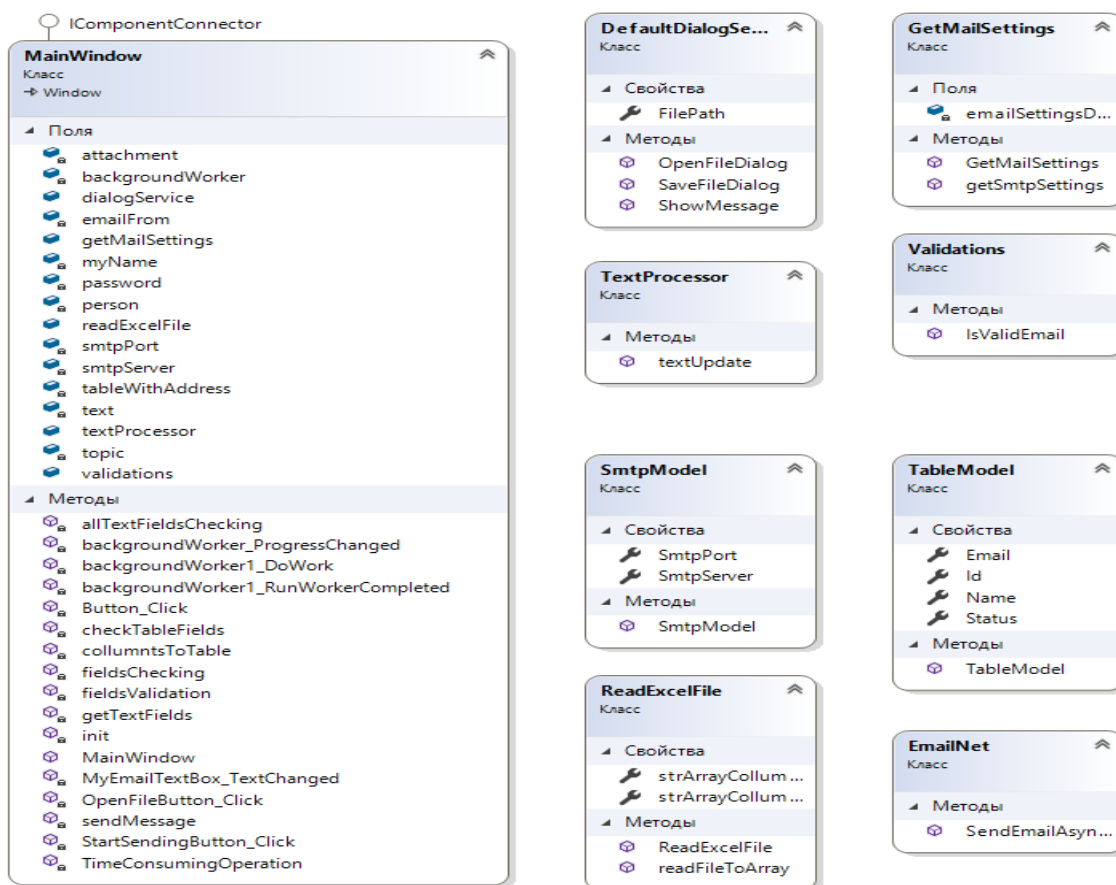 IComponentConnector
MainWindow
Класс
Window
Поля
attachment
backgroundWorker
dialogService
emailFrom
getMailSettings
myName
password
person
readExcelFile
smtpPort
smtpServer
tableWithAddress
text
textProcessor
topic
validations
Методы
allTextFieldsChecking
backgroundWorker_ProgressChanged
backgroundWorker1_DoWork
backgroundWorker1_RunWorkerCompleted
Button_Click
checkTableFields
collumntsToTable
fieldsChecking
fieldsValidation
getTextFields
init
MainWindow
MyEmailTextBox_TextChanged
OpenFileButton_Click
sendMessage
StartSendingButton_Click
TimeConsumingOperation
DefaultDialogSe...
Класс
Свойства
FilePath
Методы
OpenFileDialog
SaveFileDialog
ShowMessage
TextProcessor
Класс
Методы
textUpdate
SmtpModel
Класс
Свойства
SmtpPort
SmtpServer
Методы
SmtpModel
ReadExcelFile
Класс
Свойства
strArrayCollum...
strArrayCollum...
Методы
ReadExcelFile
readFileToArray
GetMailSettings
Класс
Поля
emailSettingsD...
Методы
GetMailSettings
getSmtpSettings
Validations
Класс
Методы
IsValidEmail
TableModel
Класс
Свойства
Email
Id
Name
Status
Методы
TableModel
EmailNet
Класс
Методы
SendEmailAsyn...